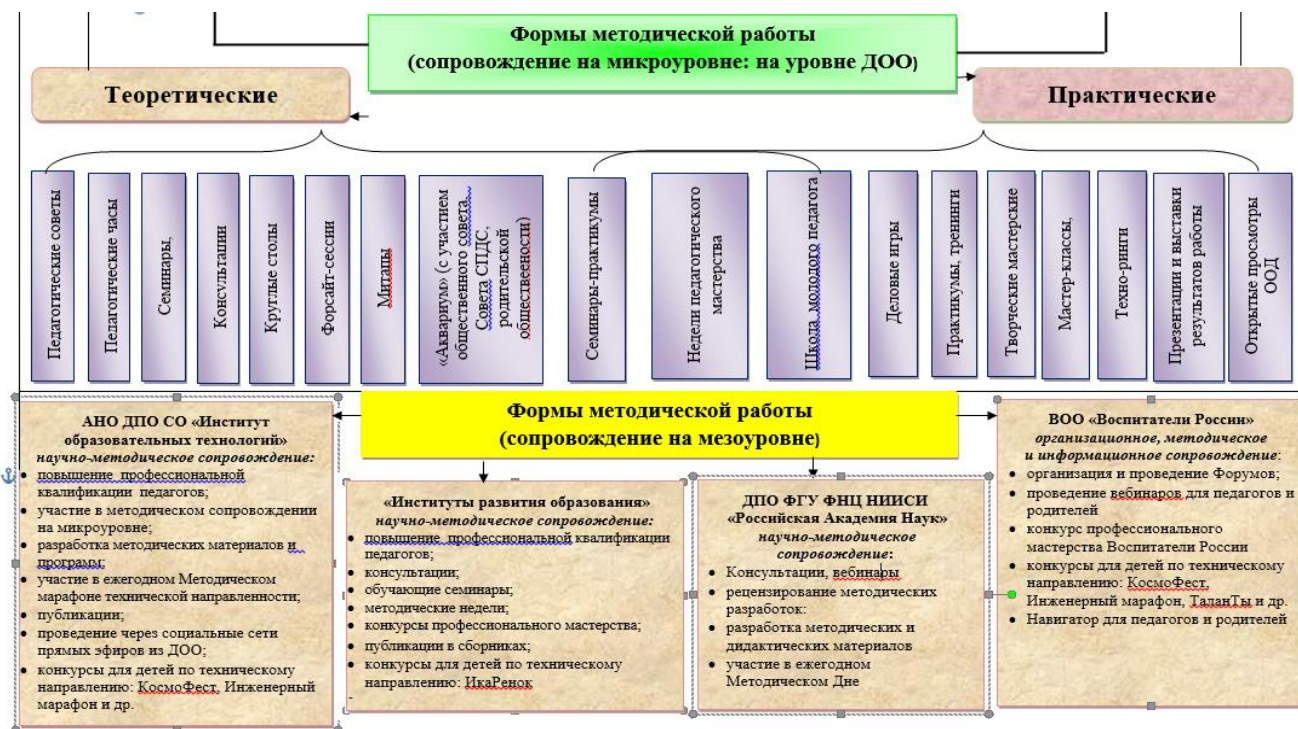 Формы методической работы
(сопровождение на микроуровне: на уровне ДОО)
Теоретические
Практические
Педагогические советы
Педагогические часы
Семинары,
Консультации
Круглые столы
Форсайт-сессии
Митапы
«Аквариум» (с участием
общественного совета,
Совета СПДС,
родительской
общественности)
Семинары-практикумы
Недели педагогического
мастерства
Школа молодого педагога
Деловые игры
Практикумы, тренинги
Творческие мастерские
Мастер-классы,
Техно-ринги
Презентации и выставки
результатов работы
Открытые просмотры
ООД
Формы методической работы
(сопровождение на мезоуровне)
АНО ДПО СО «Институт
образовательных технологий»
научно-методическое сопровождение:
• повышение профессиональной
квалификации педагогов;
• участие в методическом сопровождении
на микроуровне;
• разработка методических материалов и
программ;
• участие в ежегодном Методическом
марафоне технической направленности;
• публикации;
• проведение через социальные сети
прямых эфиров из ДОО;
• конкурсы для детей по техническому
направлению: КосмоФест, Инженерный
марафон и др.
«Институты развития образования»
научно-методическое сопровождение:
• повышение профессиональной квалификации
педагогов;
• консультации;
• обучающие семинары;
• методические недели;
• конкурсы профессионального мастерства;
• публикации в сборниках;
• конкурсы для детей по техническому
направлению: ИкаРенок
-
ДПО ФГУ ФНЦ НИИСИ
«Российская Академия Наук»
научно-методическое
сопровождение:
• Консультации, вебинары
• рецензирование методических
разработок:
• разработка методических и
дидактических материалов
• участие в ежегодном
Методическом Дне
ВОО «Воспитатели России»
организационное, методическое
и информационное сопровождение:
• организация и проведение Форумов;
• проведение вебинаров для педагогов и
родителей
• конкурс профессионального
мастерства Воспитатели России
• конкурсы для детей по техническому
направлению: КосмоФест,
Инженерный марафон, ТаланТы и др.
• Навигатор для педагогов и родителей